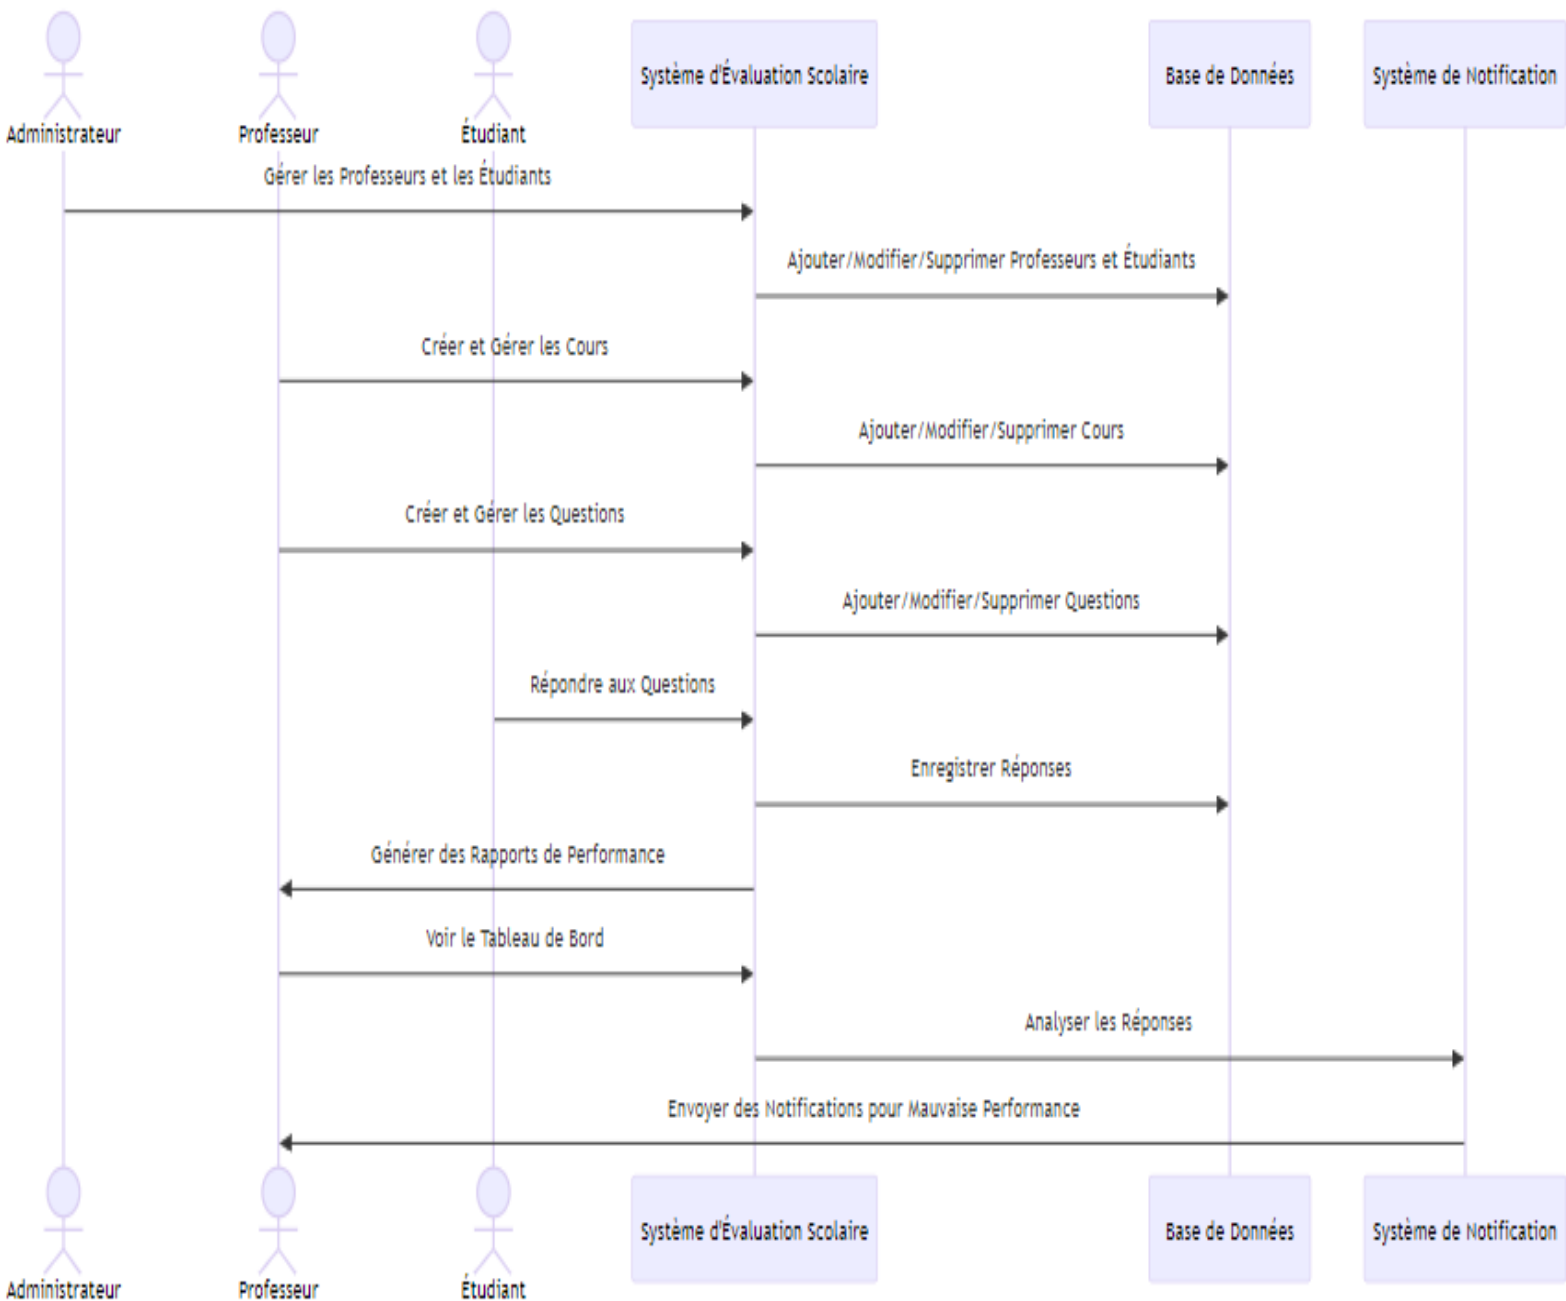 Système d'Évaluation Scolaire
Base de Données
Système de Notification
Administrateur
Professeur
Étudiant
Gérer les Professeurs et les Étudiants
Ajouter/Modifier/Supprimer Professeurs et Étudiants
Créer et Gérer les Cours
Ajouter/Modifier/Supprimer Cours
Créer et Gérer les Questions
Ajouter/Modifier/Supprimer Questions
Répondre aux Questions
Enregistrer Réponses
Générer des Rapports de Performance
Voir le Tableau de Bord
Analyser les Réponses
Envoyer des Notifications pour Mauvaise Performance
Système d'Évaluation Scolaire
Base de Données
Système de Notification
Administrateur
Professeur
Étudiant